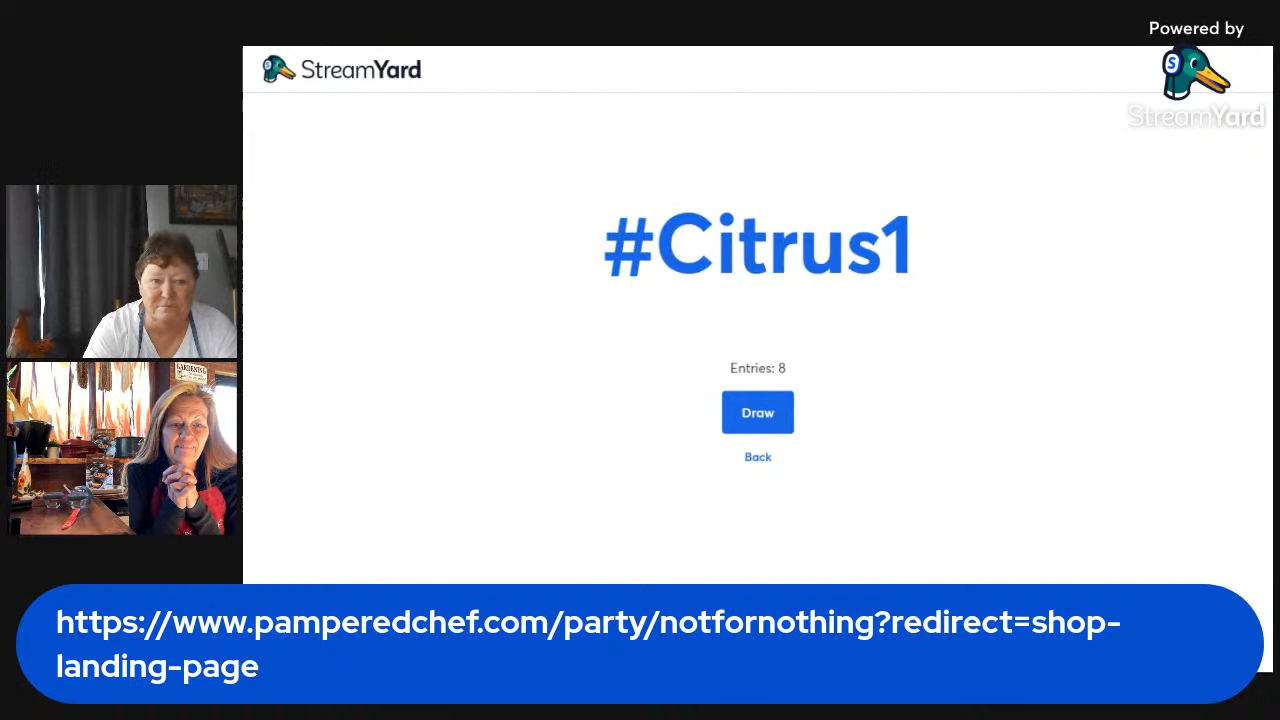 Powered by
StreamYard
StreamYard
#Citrus1
Entries: 8
Draw
Back
GARDENING
https://www.pamperedchef.com/party/notfornothing?redirect=shop-
landing-page